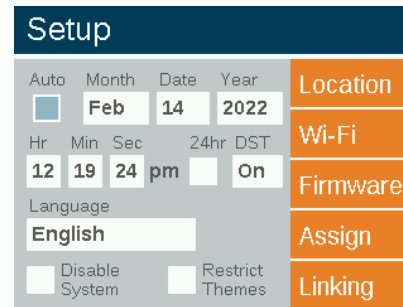 Setup
Auto Month Date Year
Feb 14 2022
Location
Hr Min Sec 24hr DST
Wi-Fi
12 19 24 pm On
Firmware
Language
English
Assign
Disable System
Restrict Themes
Linking